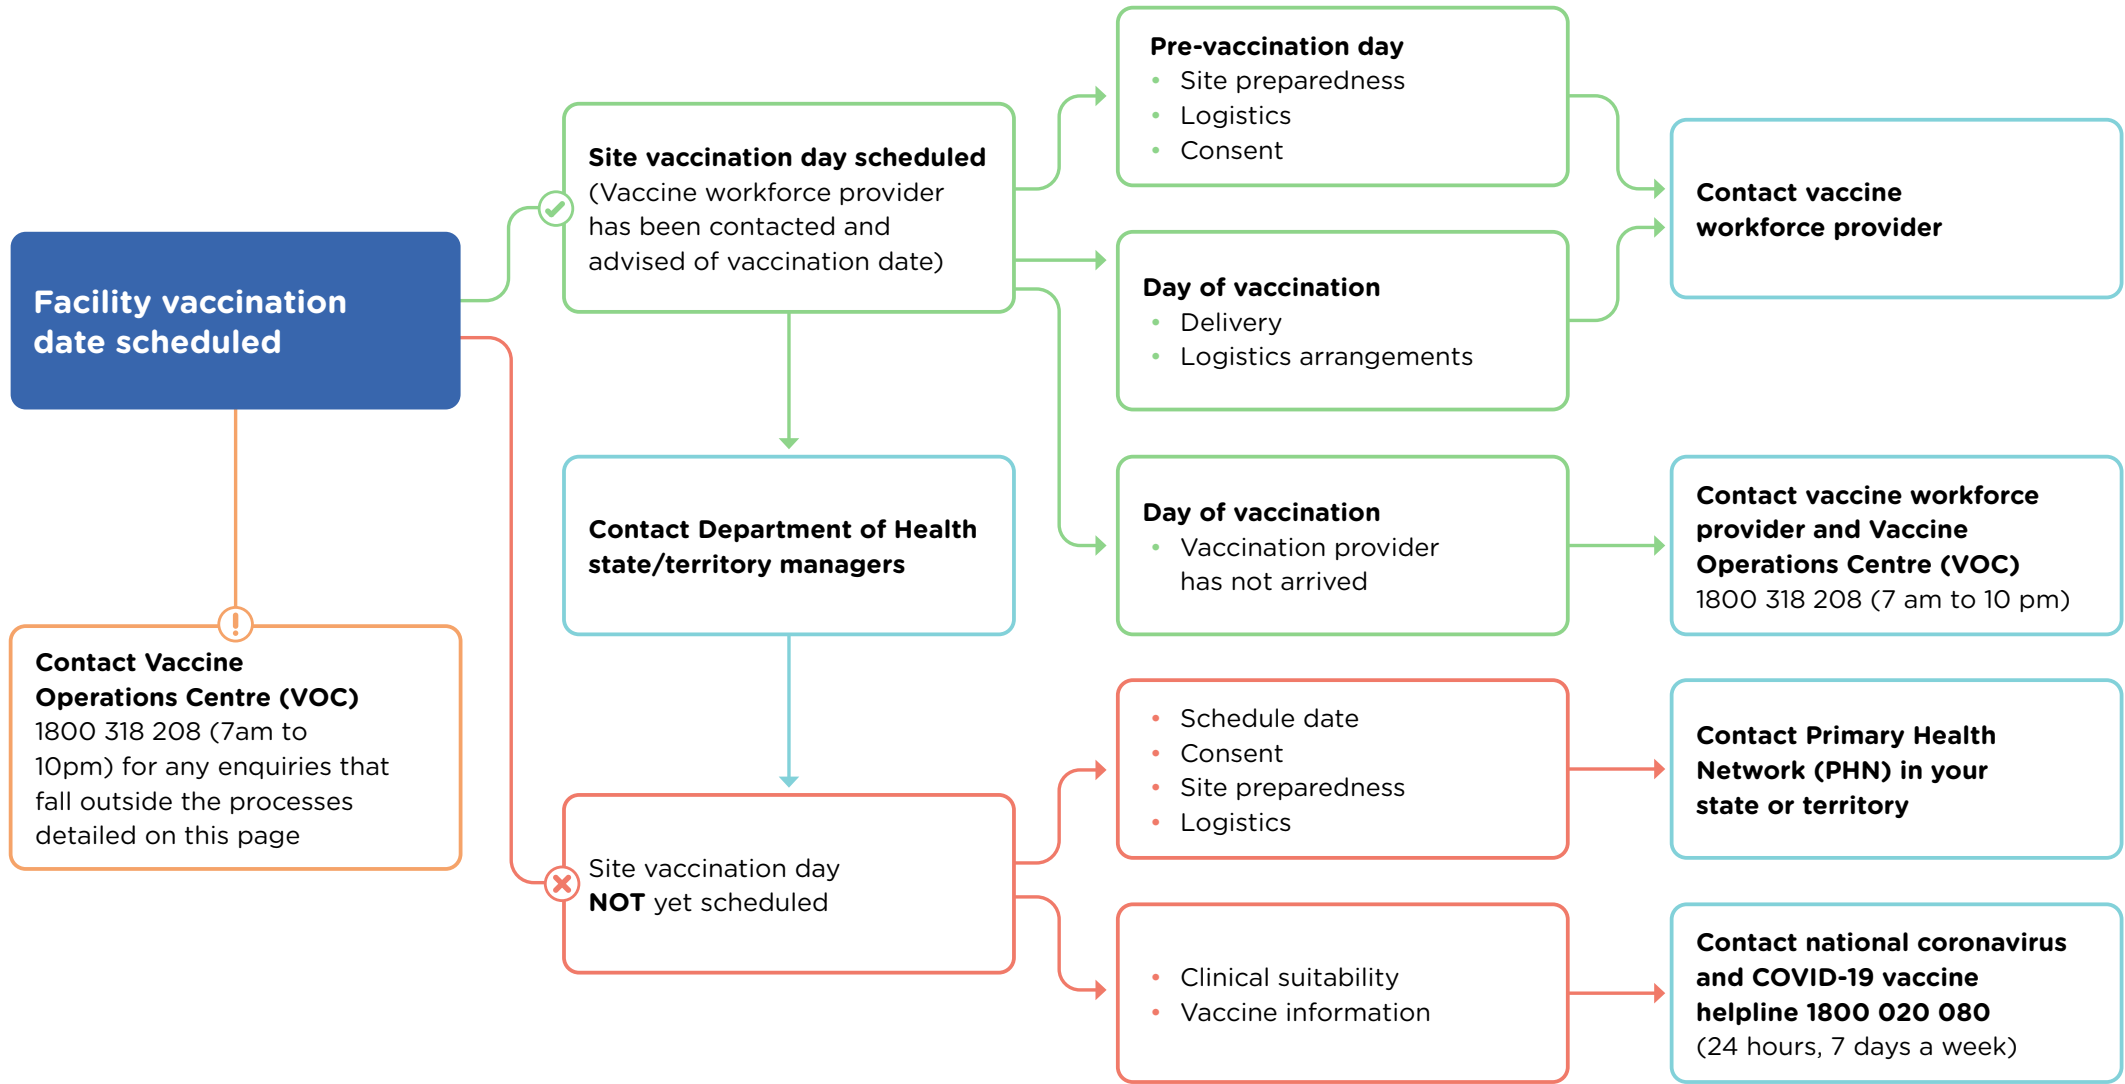 Facility vaccination
date scheduled
Contact Vaccine
Operations Centre (VOC)
1800 318 208 (7am to
10pm) for any enquiries that
fall outside the processes
detailed on this page
Site vaccination day scheduled
(Vaccine workforce provider
has been contacted and
advised of vaccination date)
Contact Department of Health
state/territory managers
Site vaccination day
NOT yet scheduled
Pre-vaccination day
• Site preparedness
• Logistics
• Consent
Day of vaccination
• Delivery
• Logistics arrangements
Day of vaccination
• Vaccination provider
has not arrived
• Schedule date
• Consent
• Site preparedness
• Logistics
• Clinical suitability
• Vaccine information
Contact vaccine
workforce provider
Contact vaccine workforce
provider and Vaccine
Operations Centre (VOC)
1800 318 208 (7 am to 10 pm)
Contact Primary Health
Network (PHN) in your
state or territory
Contact national coronavirus
and COVID-19 vaccine
helpline 1800 020 080
(24 hours, 7 days a week)